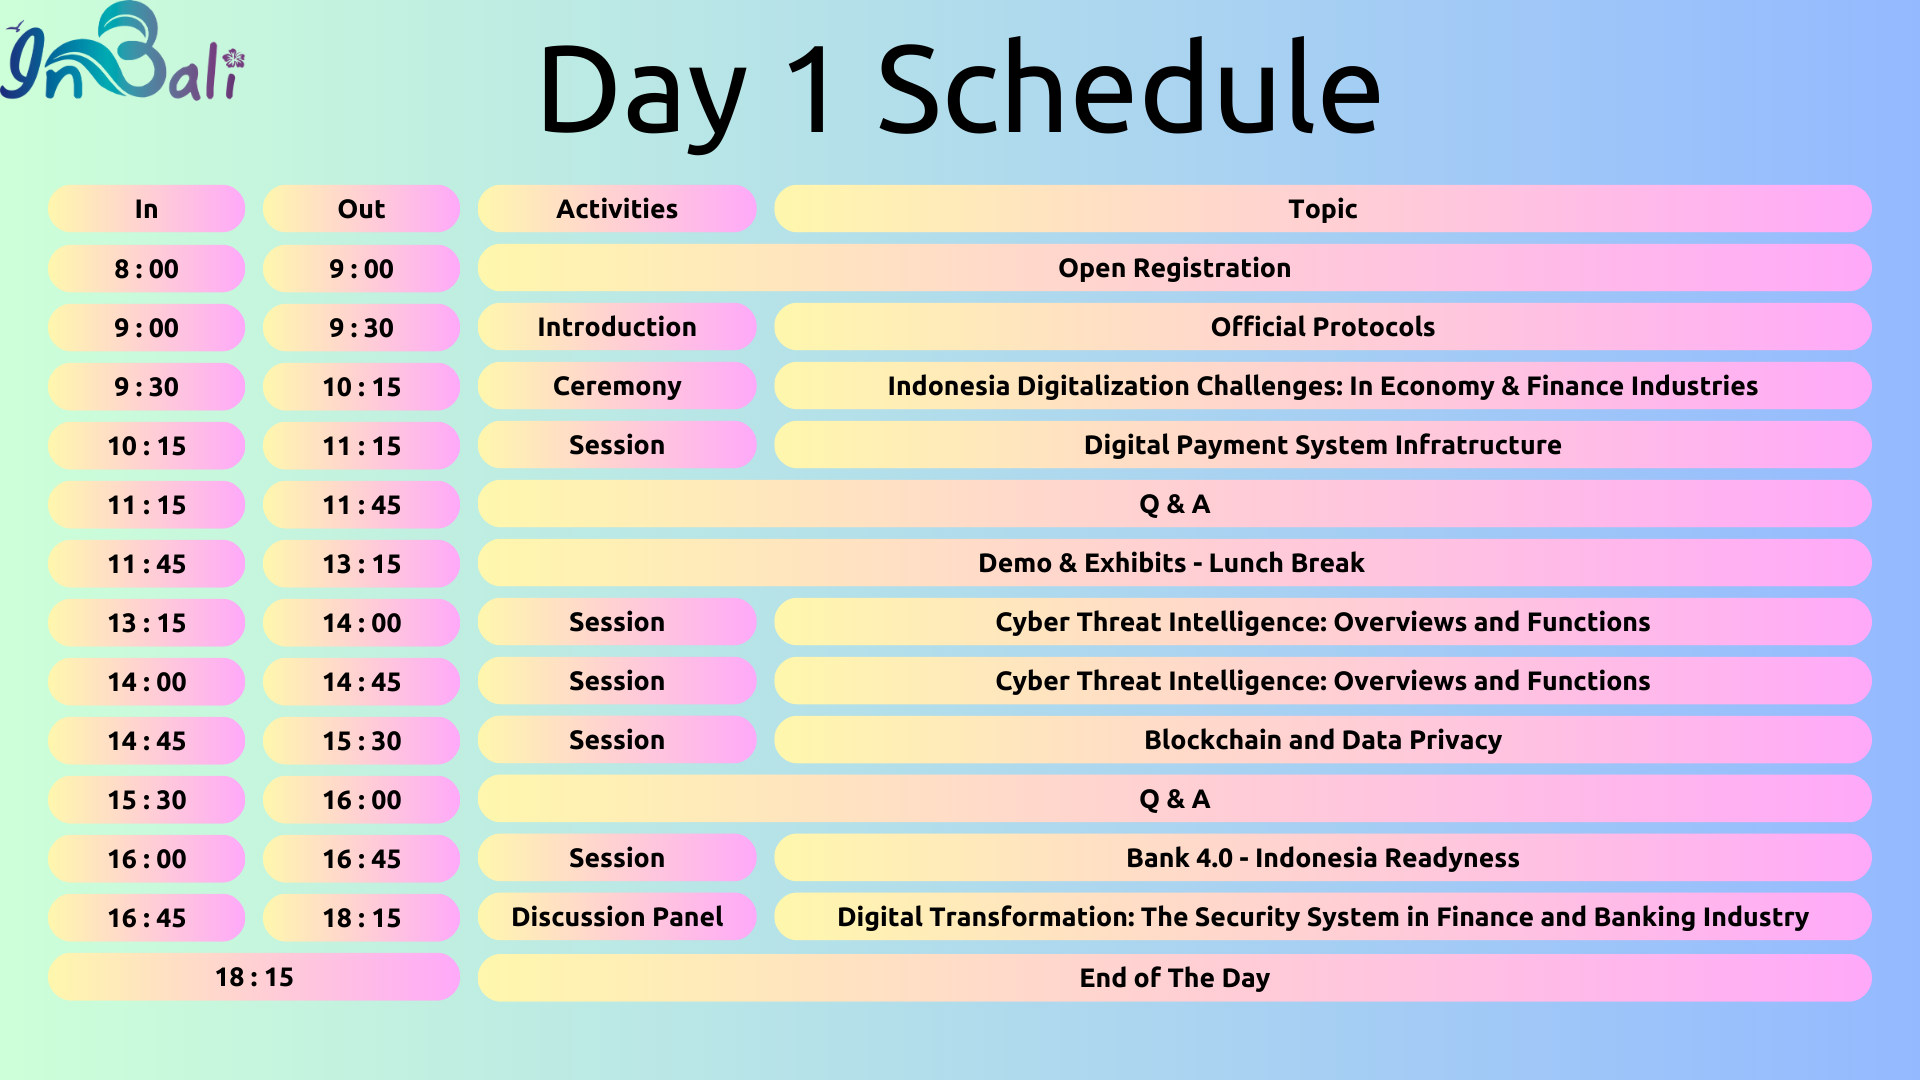 InBali
Day 1 Schedule
In Out Activities Topic
8 : 00 9 : 00 Open Registration
9 : 00 9 : 30 Introduction Official Protocols
9 : 30 10 : 15 Ceremony Indonesia Digitalization Challenges: In Economy & Finance Industries
10 : 15 11 : 15 Session Digital Payment System Infratructure
11 : 15 11 : 45 Q & A
11 : 45 13 : 15 Demo & Exhibits - Lunch Break
13 : 15 14 : 00 Session Cyber Threat Intelligence: Overviews and Functions
14 : 00 14 : 45 Session Cyber Threat Intelligence: Overviews and Functions
14 : 45 15 : 30 Session Blockchain and Data Privacy
15 : 30 16 : 00 Q & A
16 : 00 16 : 45 Session Bank 4.0 - Indonesia Readyness
16 : 45 18 : 15 Discussion Panel Digital Transformation: The Security System in Finance and Banking Industry
18 : 15 End of The Day